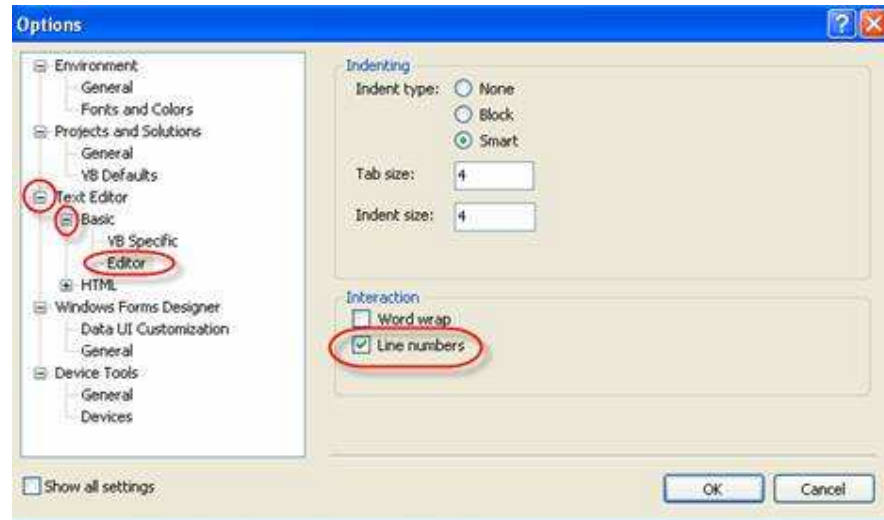 Options
Environment
General
Fonts and Colors
Projects and Solutions
General
VB Defaults
Text Editor
Basic
VB Specific
Editor
HTML
Windows Forms Designer
Data UI Customization
General
Device Tools
General
Devices
Show all settings
Indenting
Indent type: None
Block
Smart
Tab size: 4
Indent size: 4
Interaction
Word wrap
Line numbers
OK Cancel